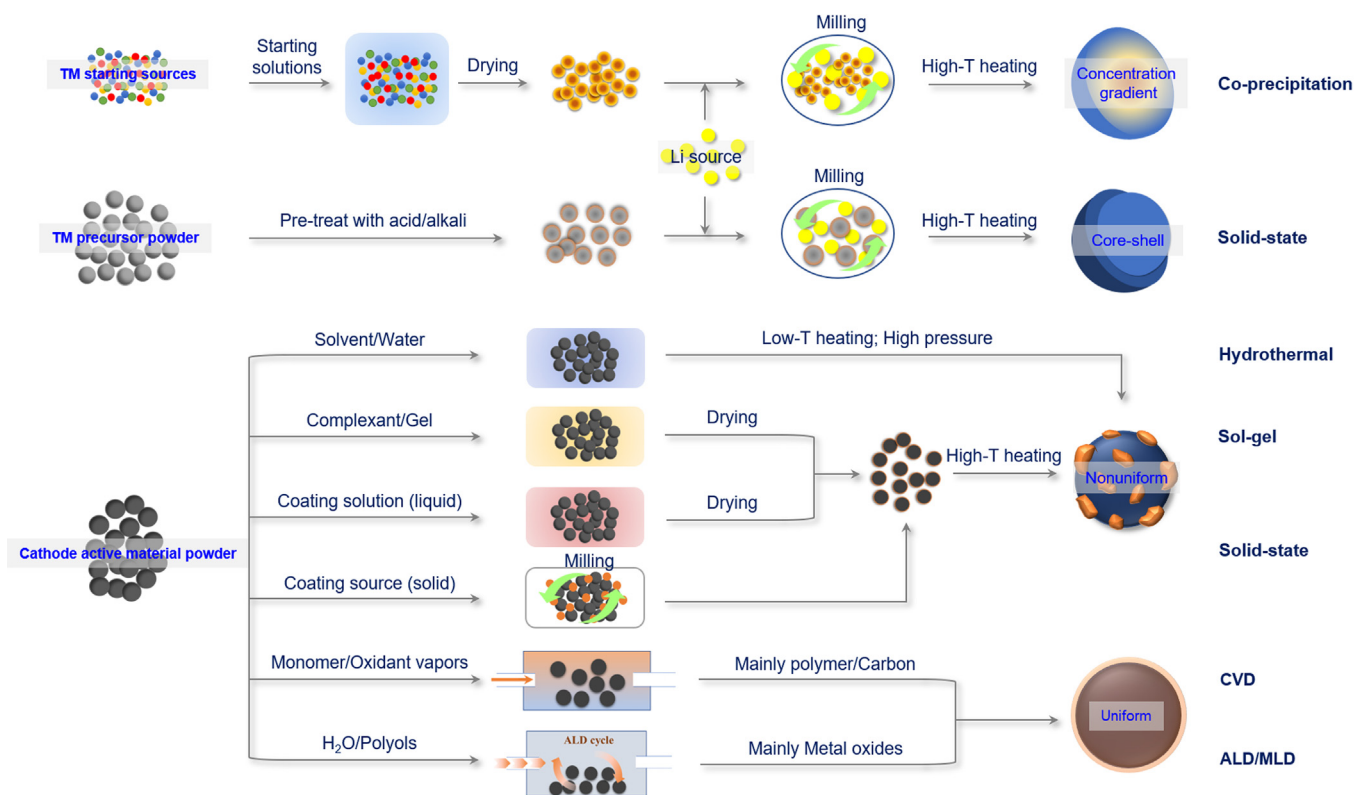 TM starting sources
Starting
solutions
Drying
Milling
High-T heating
Concentration
gradient
Co-precipitation
Li source
TM precursor powder
Pre-treat with acid/alkali
Milling
High-T heating
Core-shell
Solid-state
Cathode active material powder
Solvent/Water
Low-T heating; High pressure
Hydrothermal
Complexant/Gel
Drying
Sol-gel
High-T heating
Nonuniform
Coating solution (liquid)
Drying
Solid-state
Milling
Coating source (solid)
Monomer/Oxidant vapors
Mainly polymer/Carbon
CVD
Uniform
H₂O/Polyols
ALD cycle
Mainly Metal oxides
ALD/MLD